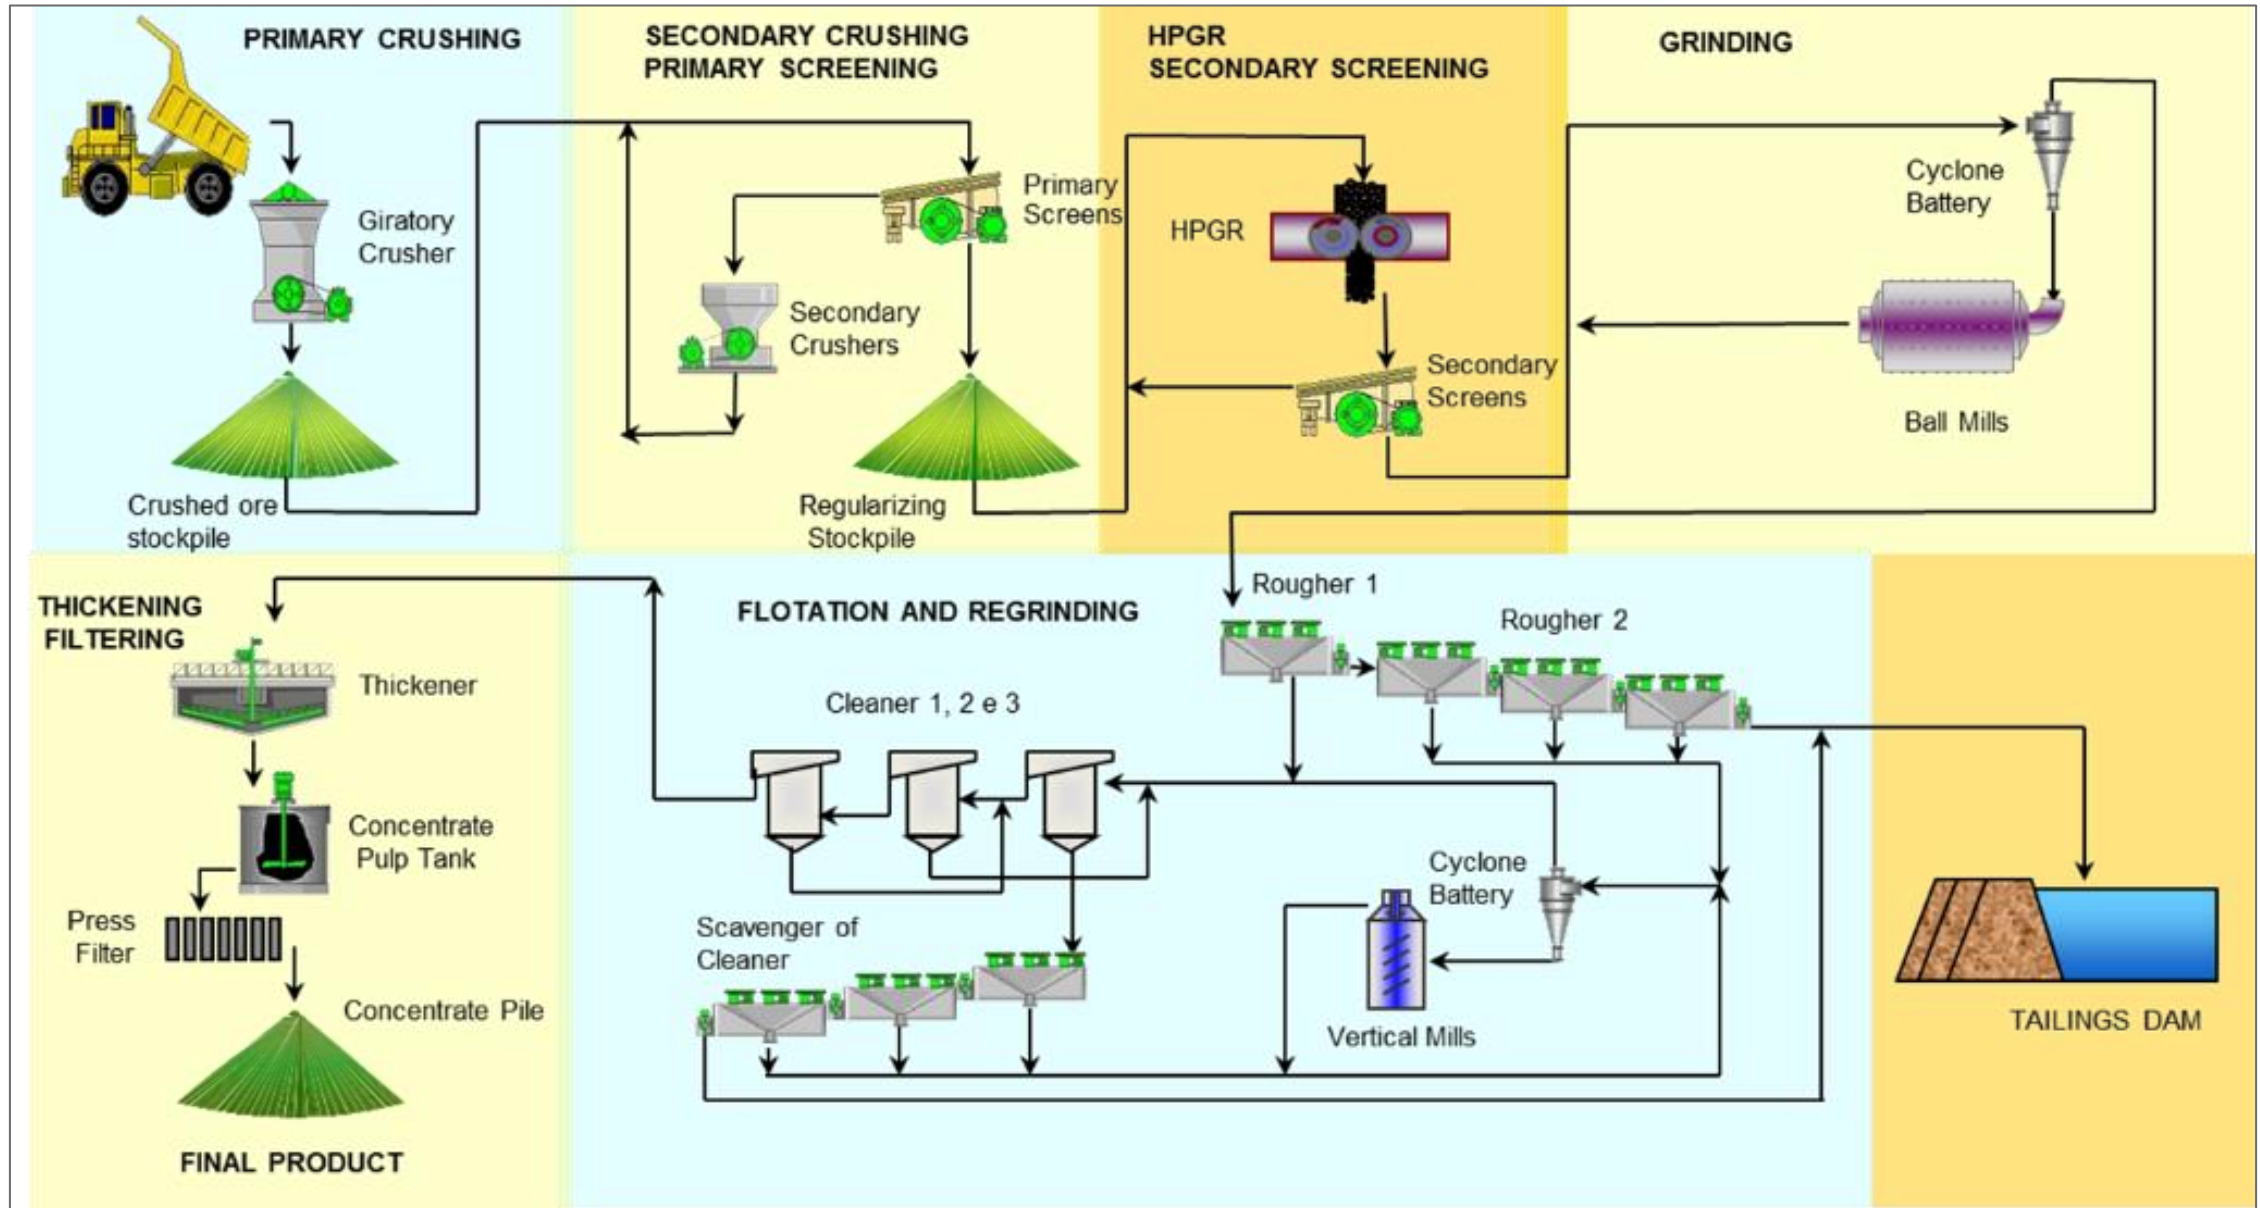 PRIMARY CRUSHING
SECONDARY CRUSHING
PRIMARY SCREENING
HPGR
SECONDARY SCREENING
GRINDING
Giratory
Crusher
Crushed ore
stockpile
Primary
Screens
Secondary
Crushers
Regularizing
Stockpile
HPGR
Secondary
Screens
Cyclone
Battery
Ball Mills
THICKENING
FILTERING
Thickener
Concentrate
Pulp Tank
Press
Filter
Concentrate Pile
FINAL PRODUCT
FLOTATION AND REGRINDING
Rougher 1
Rougher 2
Cleaner 1, 2 e 3
Cyclone
Battery
Scavenger of
Cleaner
Vertical Mills
TAILINGS DAM